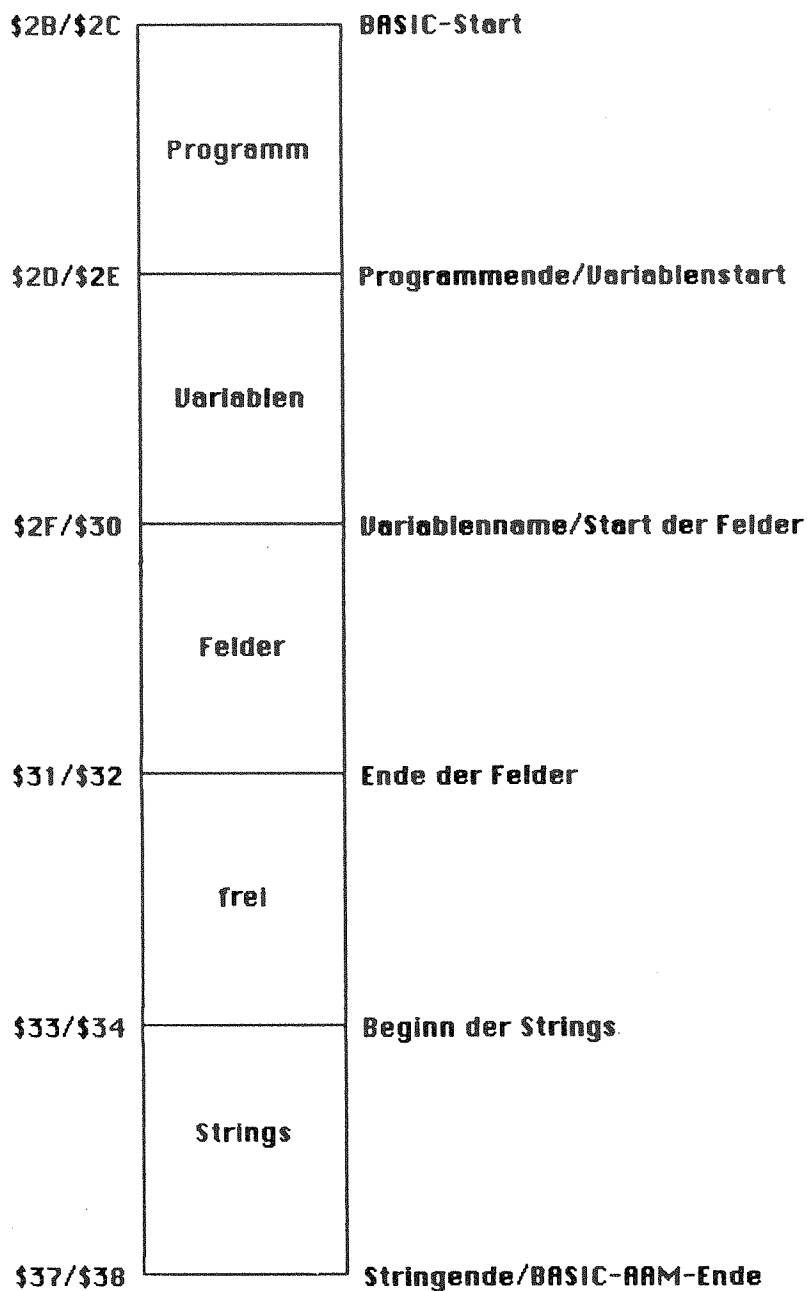 $2B/$2C BASIC-Start
Programm
$2D/$2E Programmende/Variablenstart
Variablen
$2F/$30 Variablenname/Start der Felder
Felder
$31/$32 Ende der Felder
frei
$33/$34 Beginn der Strings
Strings
$37/$38 Stringende/BASIC-RAM-Ende